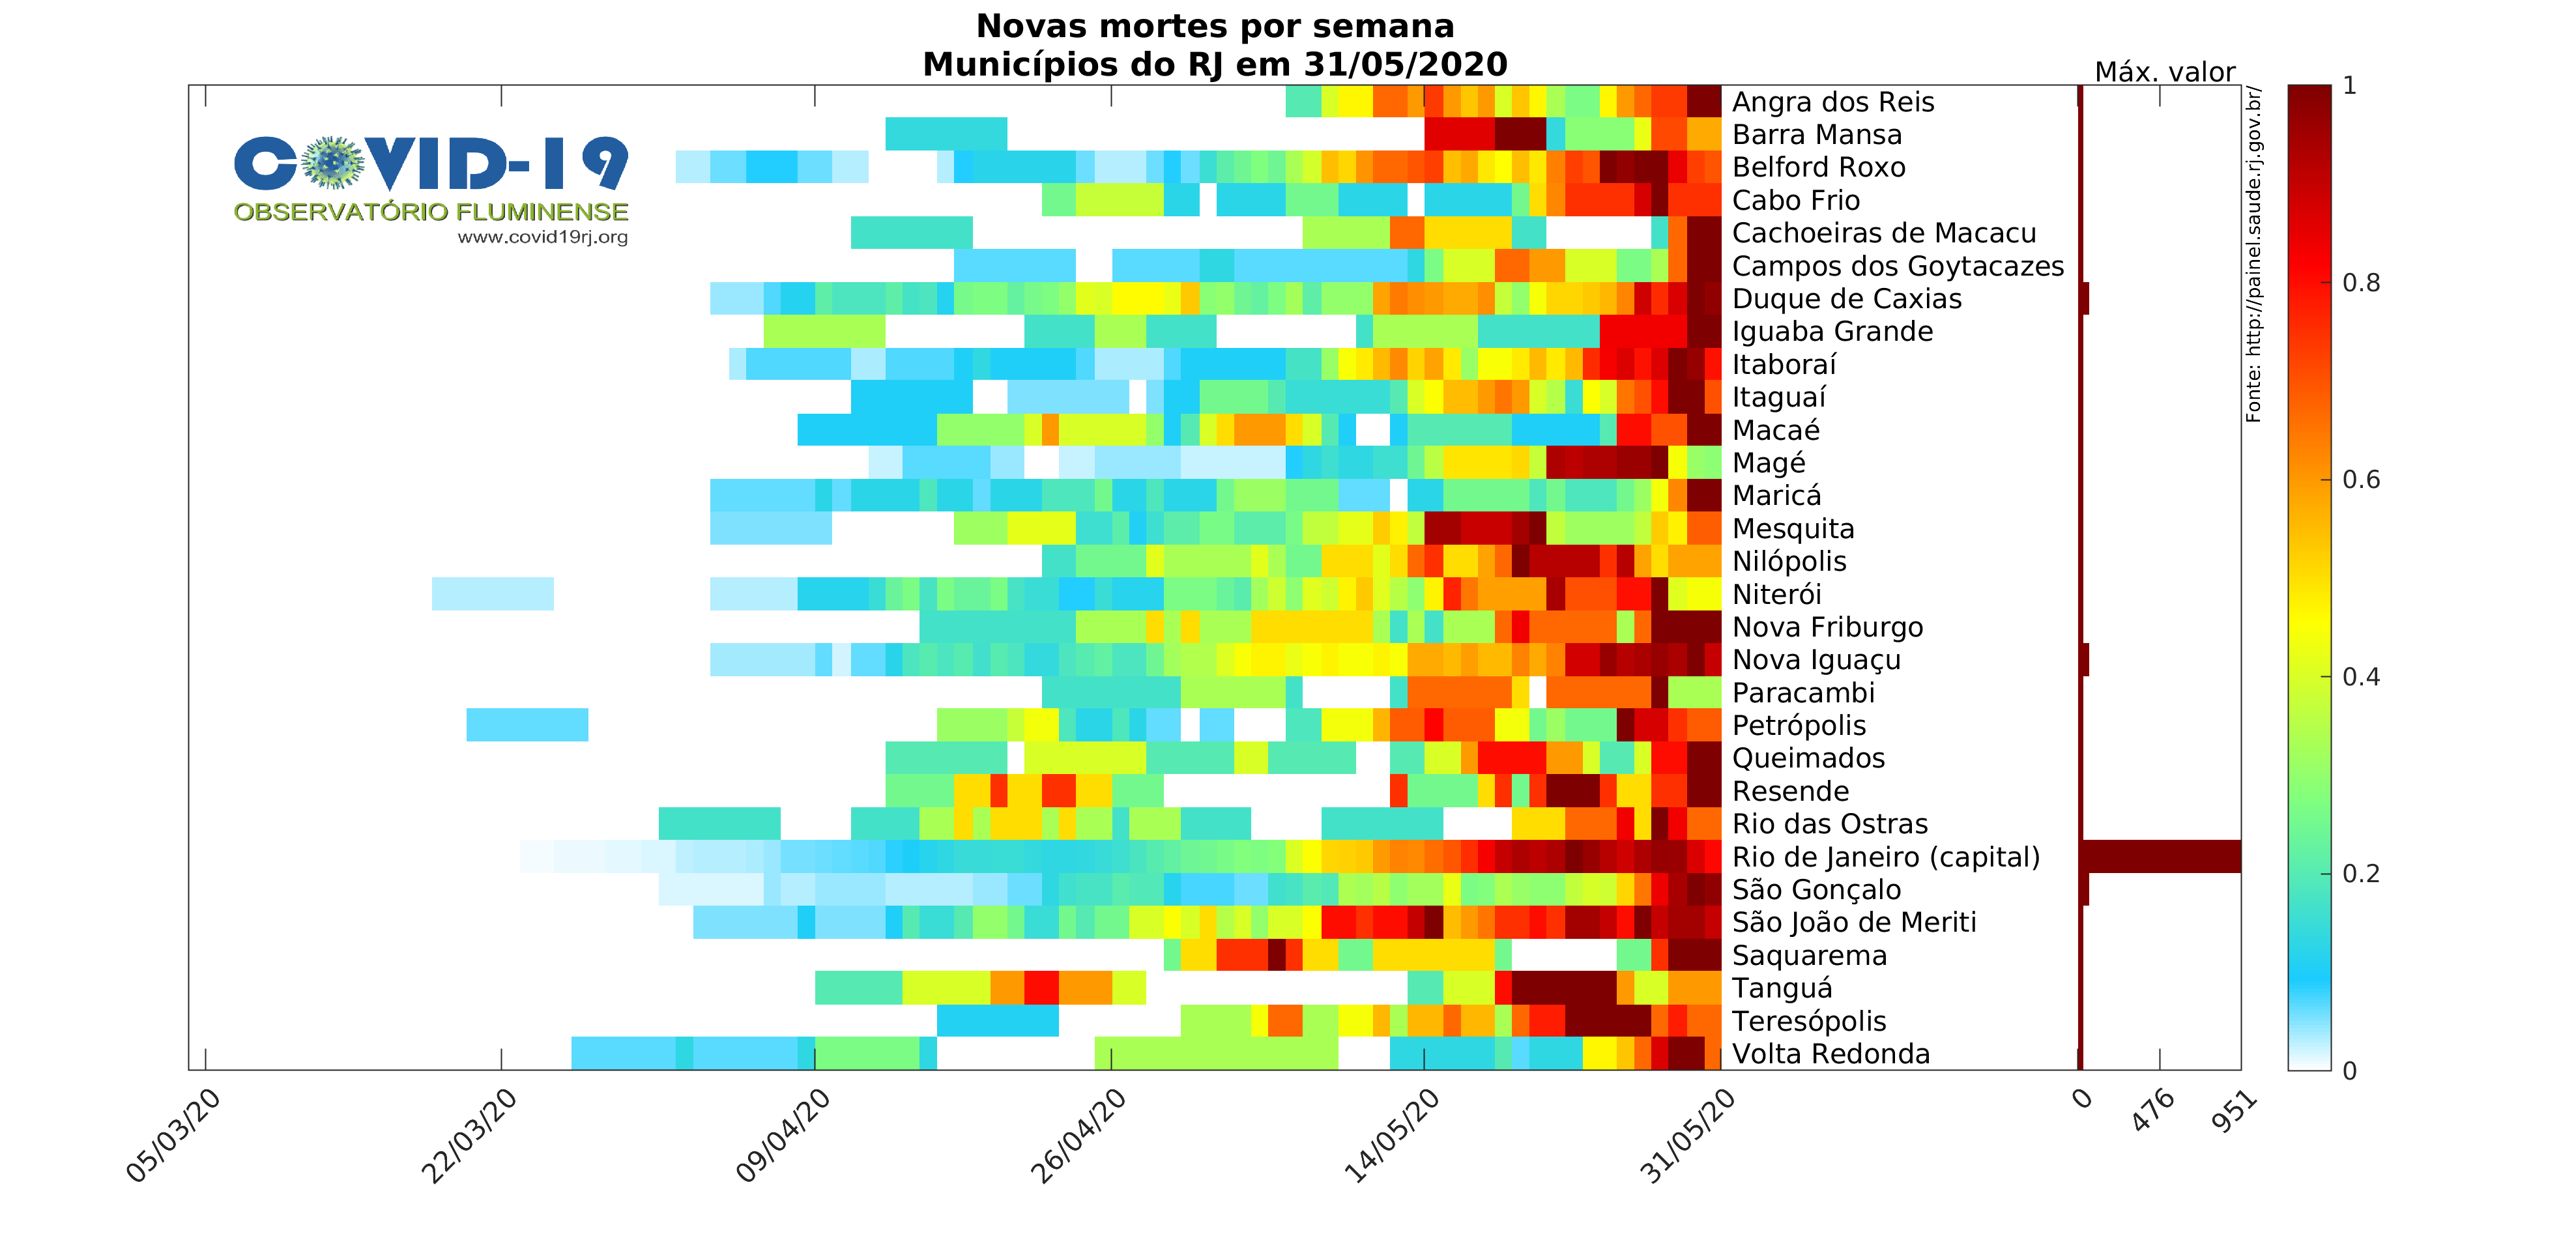 Novas mortes por semana
Municípios do RJ em 31/05/2020
Máx. valor
COVID-19
OBSERVATÓRIO FLUMINENSE
www.covid19rj.org
Angra dos Reis
Barra Mansa
Belford Roxo
Cabo Frio
Cachoeiras de Macacu
Campos dos Goytacazes
Duque de Caxias
Iguaba Grande
Itaboraí
Itaguaí
Macaé
Magé
Maricá
Mesquita
Nilópolis
Niterói
Nova Friburgo
Nova Iguaçu
Paracambi
Petrópolis
Queimados
Resende
Rio das Ostras
Rio de Janeiro (capital)
São Gonçalo
São João de Meriti
Saquarema
Tanguá
Teresópolis
Volta Redonda
05/03/20
22/03/20
09/04/20
26/04/20
14/05/20
31/05/20
0
476
951
Fonte: http://painel.saude.rj.gov.br/
1
0.8
0.6
0.4
0.2
0